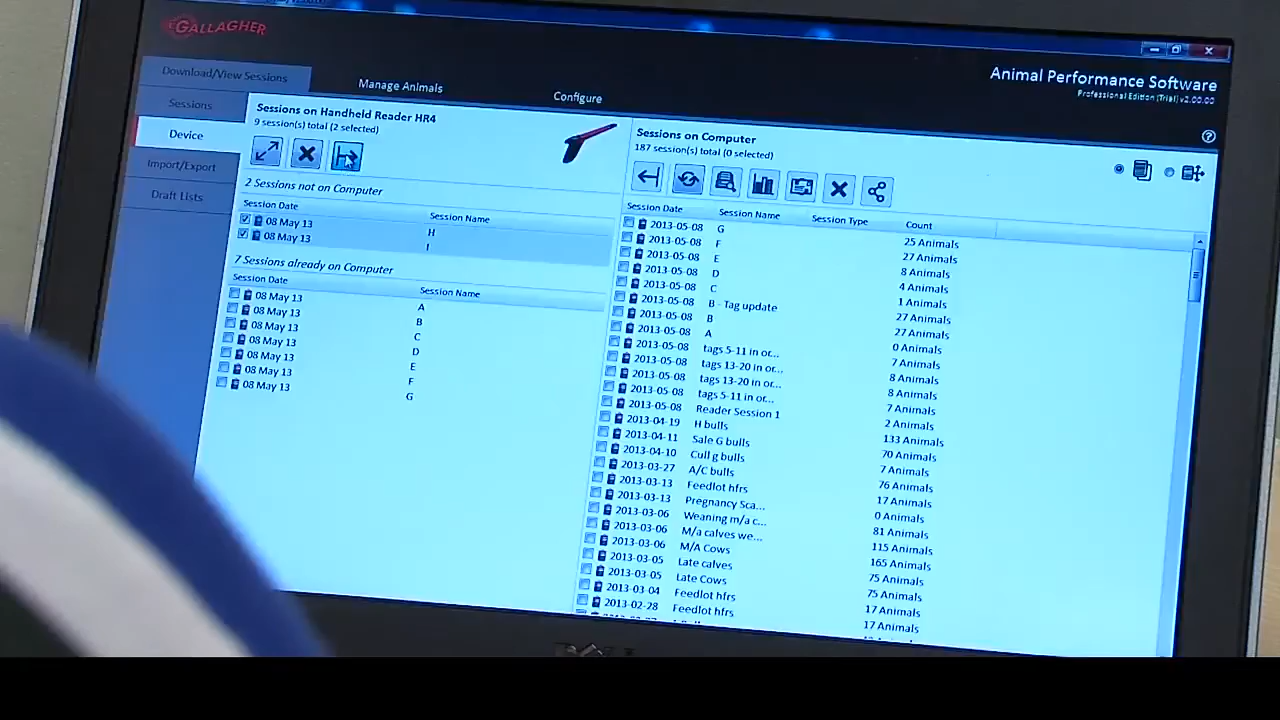 GALLAGHER
Animal Performance Software
Professional Edition [Trial] v2.00.00
Download/View Sessions
Manage Animals
Configure
Sessions
Device
Import/Export
Draft Lists
Sessions on Handheld Reader HR4
9 session(s) total (2 selected)
2 Sessions not on Computer
Session Date Session Name
08 May 13 H
08 May 13 I
7 Sessions already on Computer
Session Date Session Name
08 May 13 A
08 May 13 B
08 May 13 C
08 May 13 D
08 May 13 E
08 May 13 F
08 May 13 G
Sessions on Computer
187 session(s) total (0 selected)
Session Date Session Name Session Type Count
2013-05-08 G 25 Animals
2013-05-08 F 27 Animals
2013-05-08 E 8 Animals
2013-05-08 D 4 Animals
2013-05-08 C 1 Animals
2013-05-08 B - Tag update 27 Animals
2013-05-08 B 27 Animals
2013-05-08 A 0 Animals
2013-05-08 tags 5-11 in or... 7 Animals
2013-05-08 tags 13-20 in or... 8 Animals
2013-05-08 tags 13-20 in or... 8 Animals
2013-05-08 tags 5-11 in or... 7 Animals
2013-05-08 Reader Session 1 2 Animals
2013-04-19 H bulls 133 Animals
2013-04-11 Sale G bulls 70 Animals
2013-04-10 Cull g bulls 7 Animals
2013-03-27 A/C bulls 76 Animals
2013-03-13 Feedlot hfrs 17 Animals
2013-03-13 Pregnancy Sca... 0 Animals
2013-03-06 Weaning m/a c... 81 Animals
2013-03-06 M/a calves we... 115 Animals
2013-03-06 M/A Cows 165 Animals
2013-03-05 Late calves 75 Animals
2013-03-05 Late Cows 75 Animals
2013-03-04 Feedlot hfrs 17 Animals
2013-02-28 Feedlot hfrs 17 Animals